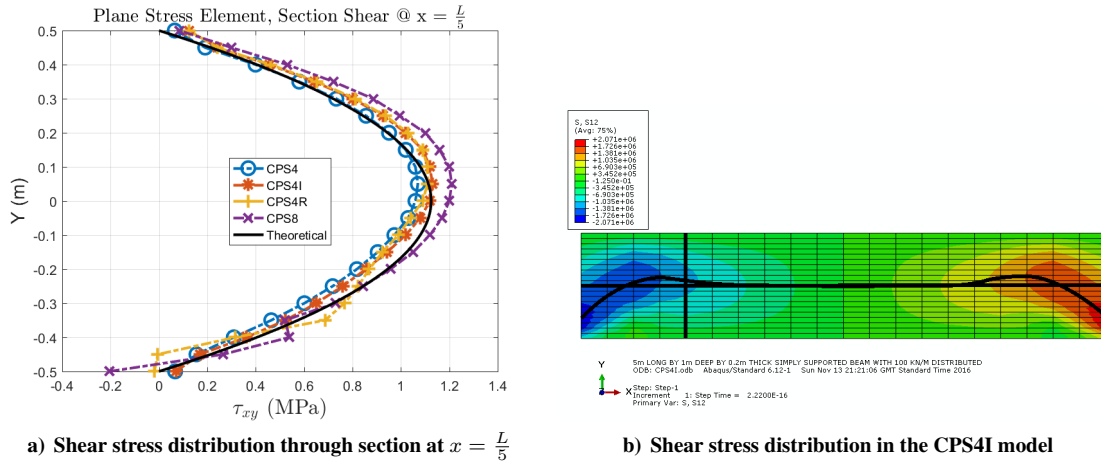 Plane Stress Element, Section Shear @ x = L/5
0.5
0.4
0.3
0.2
0.1
0
-0.1
-0.2
-0.3
-0.4
-0.5
Y (m)
CPS4
CPS4I
CPS4R
CPS8
Theoretical
-0.4 -0.2 0 0.2 0.4 0.6 0.8 1 1.2 1.4
τxy (MPa)
a) Shear stress distribution through section at x = L/5
S, S12
(Avg: 75%)
+2.071e+06
+1.726e+06
+1.381e+06
+1.035e+06
+6.903e+05
+3.452e+05
-1.250e-01
-3.452e+05
-6.903e+05
-1.035e+06
-1.381e+06
-1.726e+06
-2.071e+06
Y
X
5m LONG BY 1m DEEP BY 0.2m THICK SIMPLY SUPPORTED BEAM WITH 100 KN/M DISTRIBUTED
ODB: CPS4I.odb Abaqus/Standard 6.12-1 Sun Nov 13 21:21:06 GMT Standard Time 2016
Step: Step-1
Increment 1: Step Time = 2.2200E-16
Primary Var: S, S12
b) Shear stress distribution in the CPS4I model